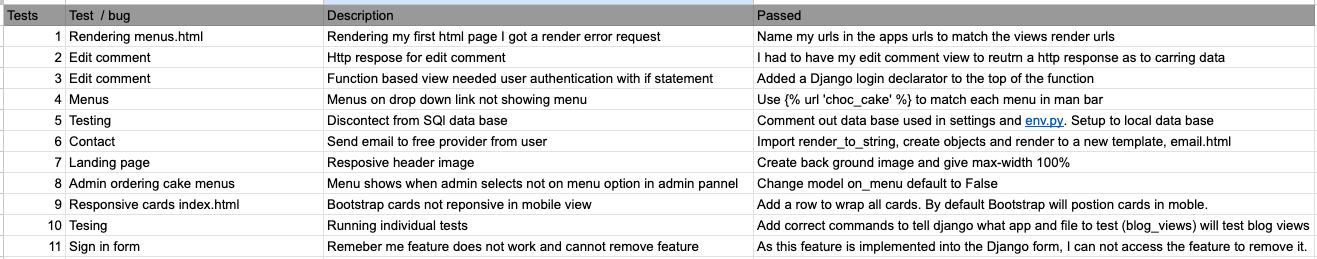 Tests Test / bug Description Passed
1 Rendering menus.html Rendering my first html page I got a render error request Name my urls in the apps urls to match the views render urls
2 Edit comment Http respose for edit comment I had to have my edit comment view to reutrn a http response as to carring data
3 Edit comment Function based view needed user authentication with if statement Added a Django login declarator to the top of the function
4 Menus Menus on drop down link not showing menu Use {% url 'choc_cake' %} to match each menu in man bar
5 Testing Discontect from SQl data base Comment out data base used in settings and env.py. Setup to local data base
6 Contact Send email to free provider from user Import render_to_string, create objects and render to a new template, email.html
7 Landing page Resposive header image Create back ground image and give max-width 100%
8 Admin ordering cake menus Menu shows when admin selects not on menu option in admin pannel Change model on_menu default to False
9 Responsive cards index.html Bootstrap cards not reponsive in mobile view Add a row to wrap all cards. By default Bootstrap will postion cards in moble.
10 Tesing Running individual tests Add correct commands to tell django what app and file to test (blog_views) will test blog views
11 Sign in form Remeber me feature does not work and cannot remove feature As this feature is implemented into the Django form, I can not access the feature to remove it.